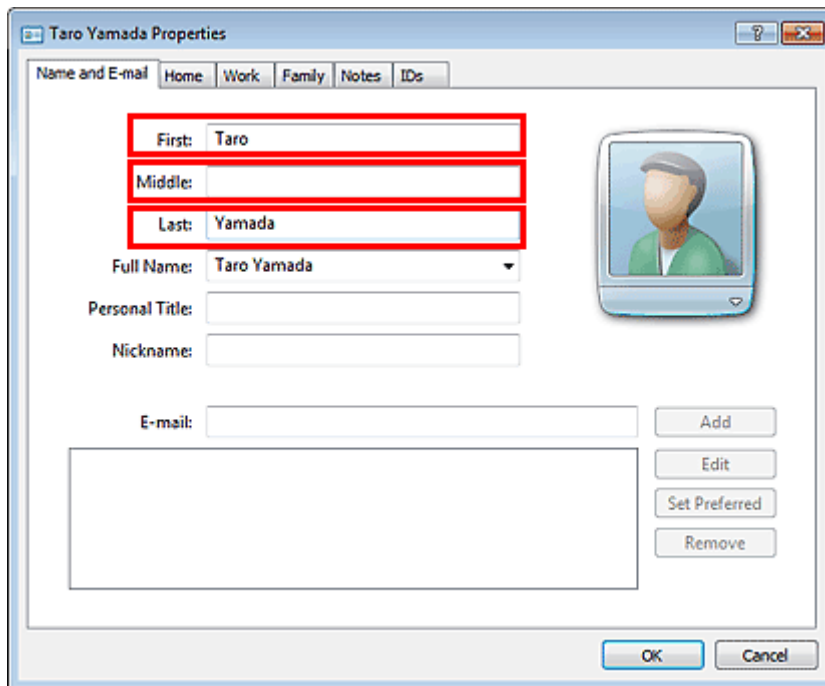 Taro Yamada Properties
Name and E-mail Home Work Family Notes IDs
First: Taro
Middle:
Last: Yamada
Full Name: Taro Yamada
Personal Title:
Nickname:
E-mail: Add
Edit
Set Preferred
Remove
OK Cancel